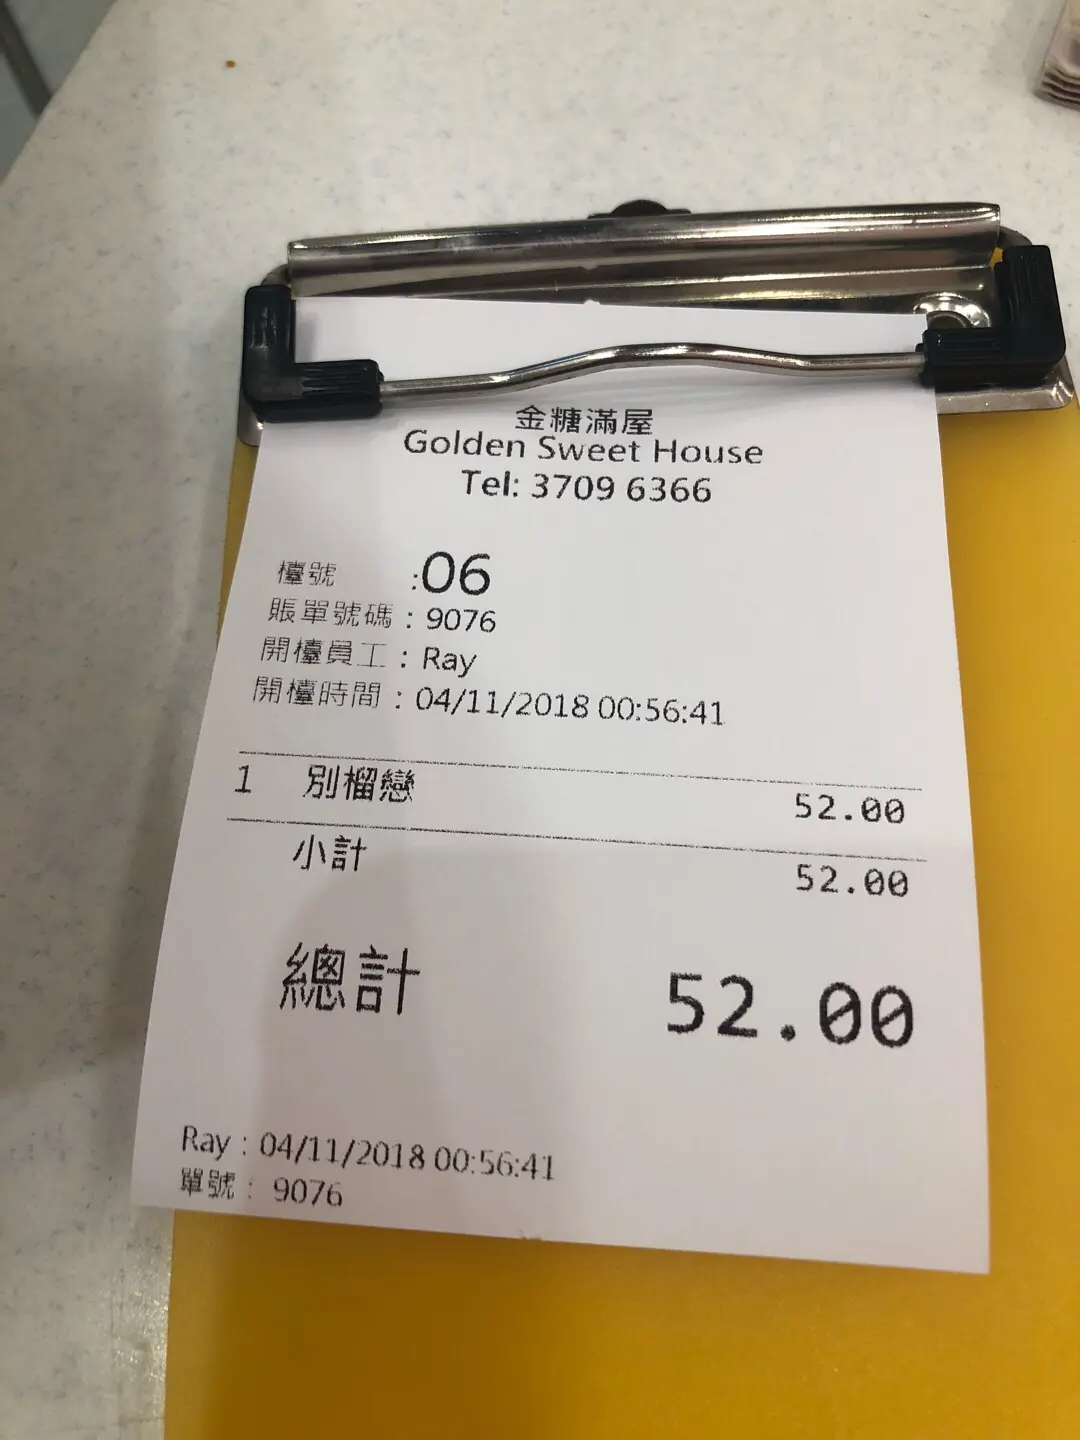 金糖滿屋
Golden Sweet House
Tel: 3709 6366
檯號 :06
賬單號碼 : 9076
開檯員工 : Ray
開檯時間 : 04/11/2018 00:56:41
1 別榴戀 52.00
小計 52.00
總計 52.00
Ray : 04/11/2018 00:56:41
單號 : 9076